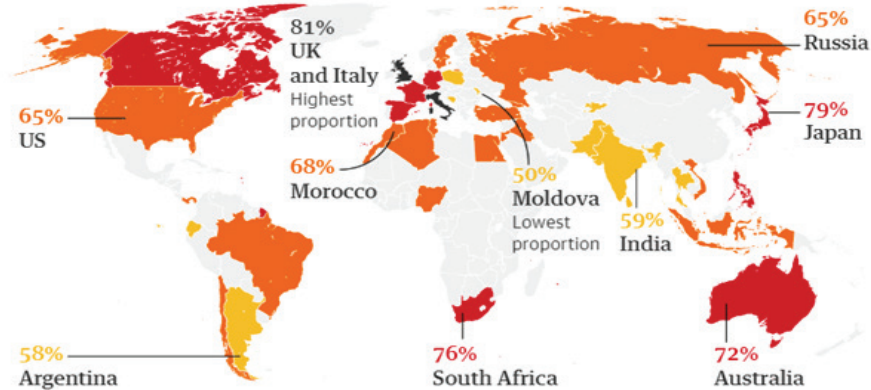 81%
UK
and Italy
Highest
proportion
65%
Russia
65%
US
79%
Japan
68%
Morocco
50%
Moldova
Lowest
proportion
59%
India
58%
Argentina
76%
South Africa
72%
Australia